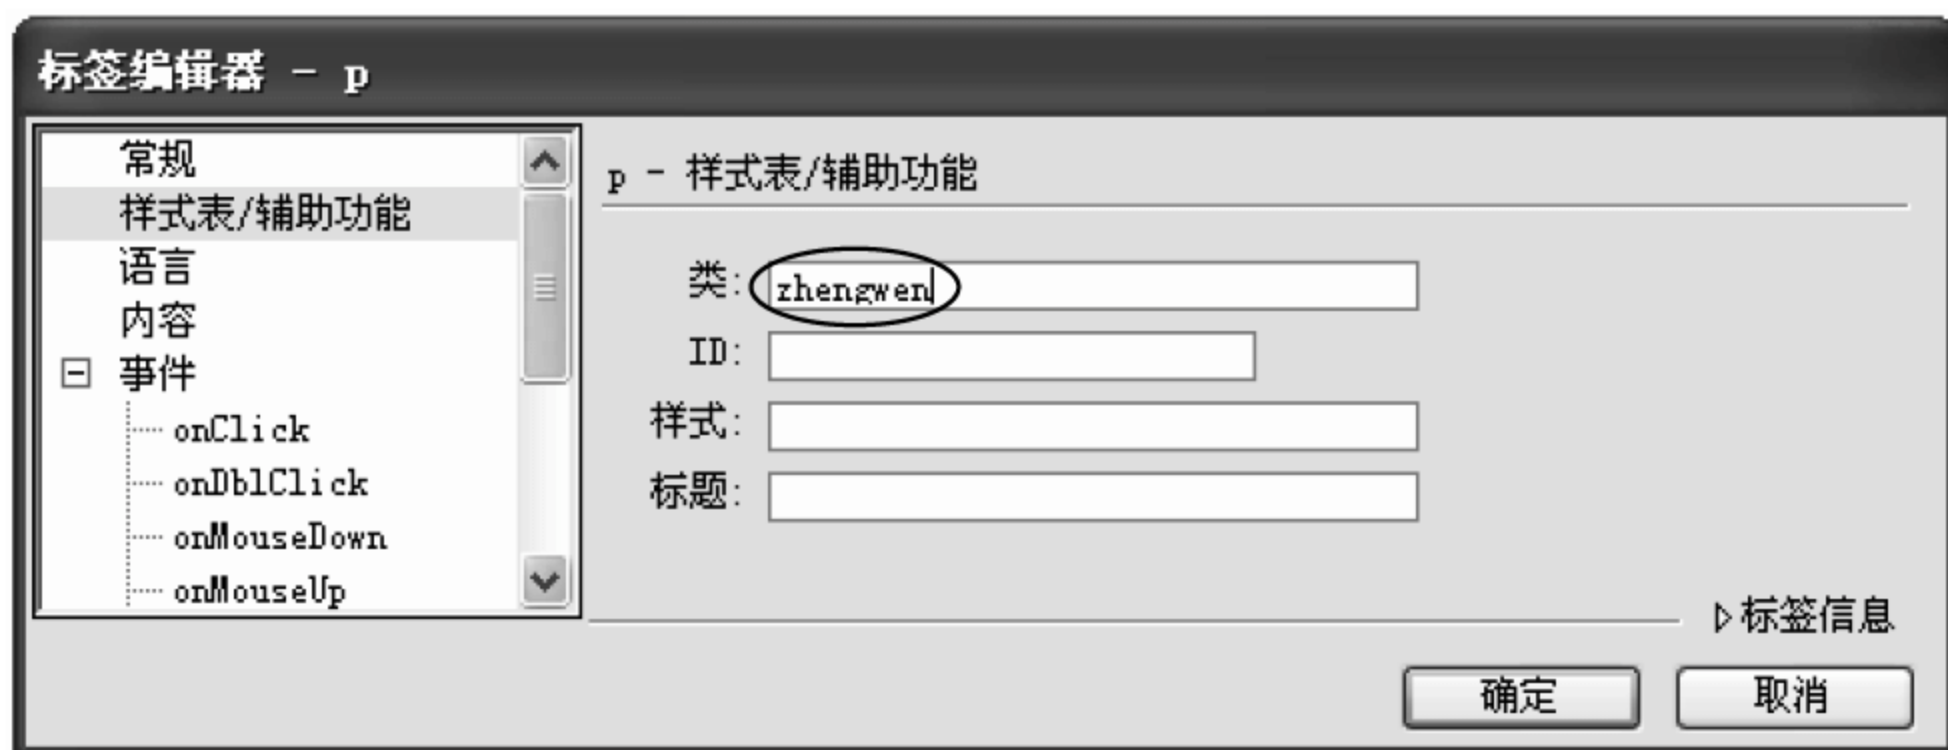 标签编辑器 - p
常规
样式表/辅助功能
语言
内容
事件
onClick
onDblClick
onMouseDown
onMouseUp
p - 样式表/辅助功能
类: zhengwen
ID:
样式:
标题:
标签信息
确定
取消